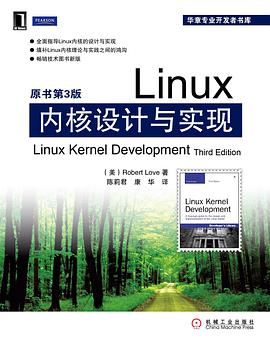 PEARSON
华章专业开发者书库
全面指导Linux内核的设计与实现
填补Linux内核理论与实践之间的鸿沟
畅销技术图书新版
原书第3版
Linux
内核设计与实现
Linux Kernel Development Third Edition
（美）Robert Love 著
陈莉君 康华 译
Linux Kernel
Development
Developer's Library
机械工业出版社
China Machine Press